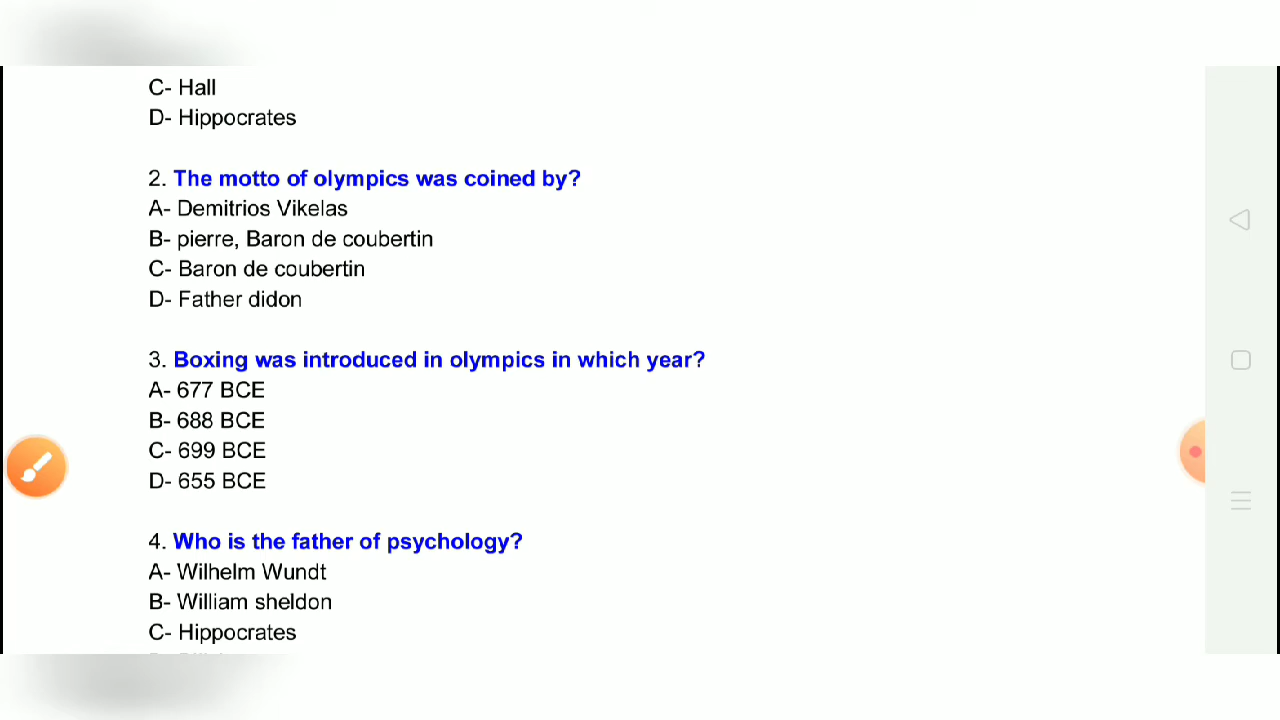 C- Hall
D- Hippocrates
2. The motto of olympics was coined by?
A- Demitrios Vikelas
B- pierre, Baron de coubertin
C- Baron de coubertin
D- Father didon
3. Boxing was introduced in olympics in which year?
A- 677 BCE
B- 688 BCE
C- 699 BCE
D- 655 BCE
4. Who is the father of psychology?
A- Wilhelm Wundt
B- William sheldon
C- Hippocrates